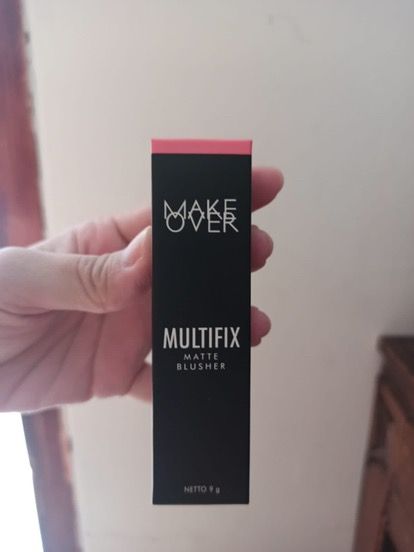 MAKE
OVER
MULTIFIX
MATTE
BLUSHER
NETTO 9 g